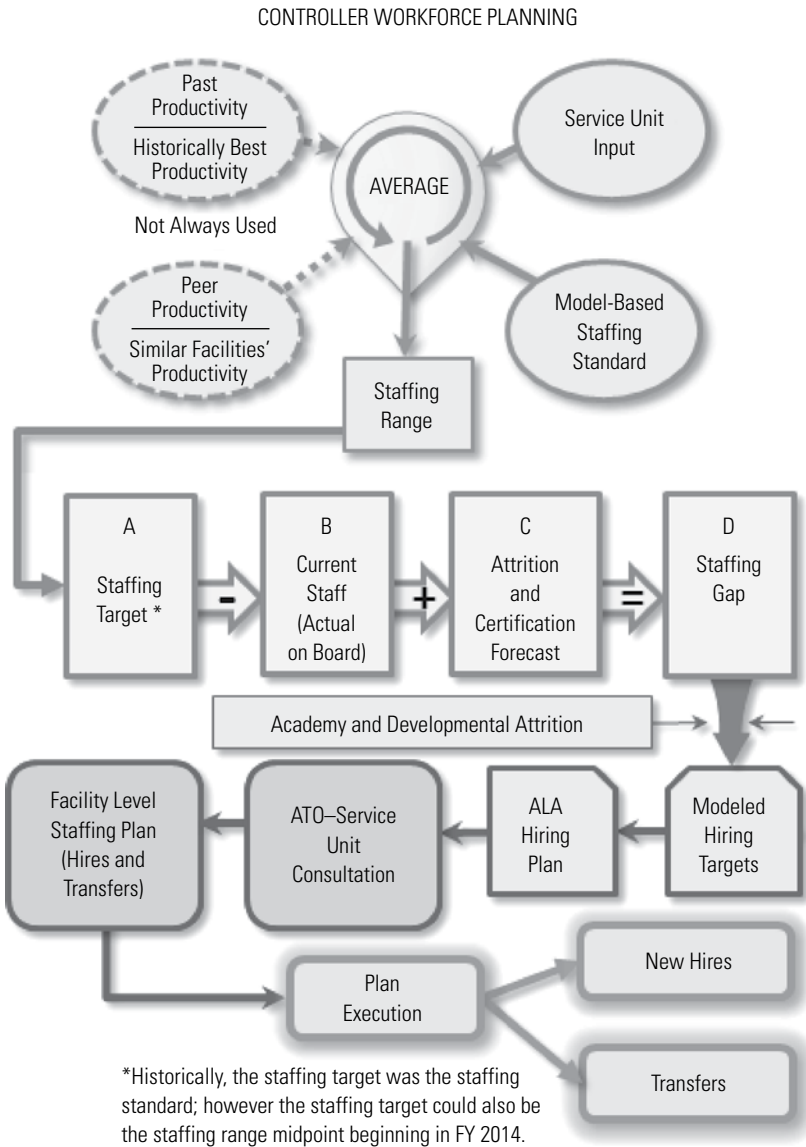 CONTROLLER WORKFORCE PLANNING
Past
Productivity
Historically Best
Productivity
Service Unit
Input
AVERAGE
Not Always Used
Peer
Productivity
Similar Facilities’
Productivity
Model-Based
Staffing
Standard
Staffing
Range
A
Staffing
Target *
-
B
Current
Staff
(Actual
on Board)
+
C
Attrition
and
Certification
Forecast
=
D
Staffing
Gap
Academy and Developmental Attrition
Modeled
Hiring
Targets
ALA
Hiring
Plan
ATO–Service
Unit
Consultation
Facility Level
Staffing Plan
(Hires and
Transfers)
Plan
Execution
New Hires
Transfers
*Historically, the staffing target was the staffing
standard; however the staffing target could also be
the staffing range midpoint beginning in FY 2014.